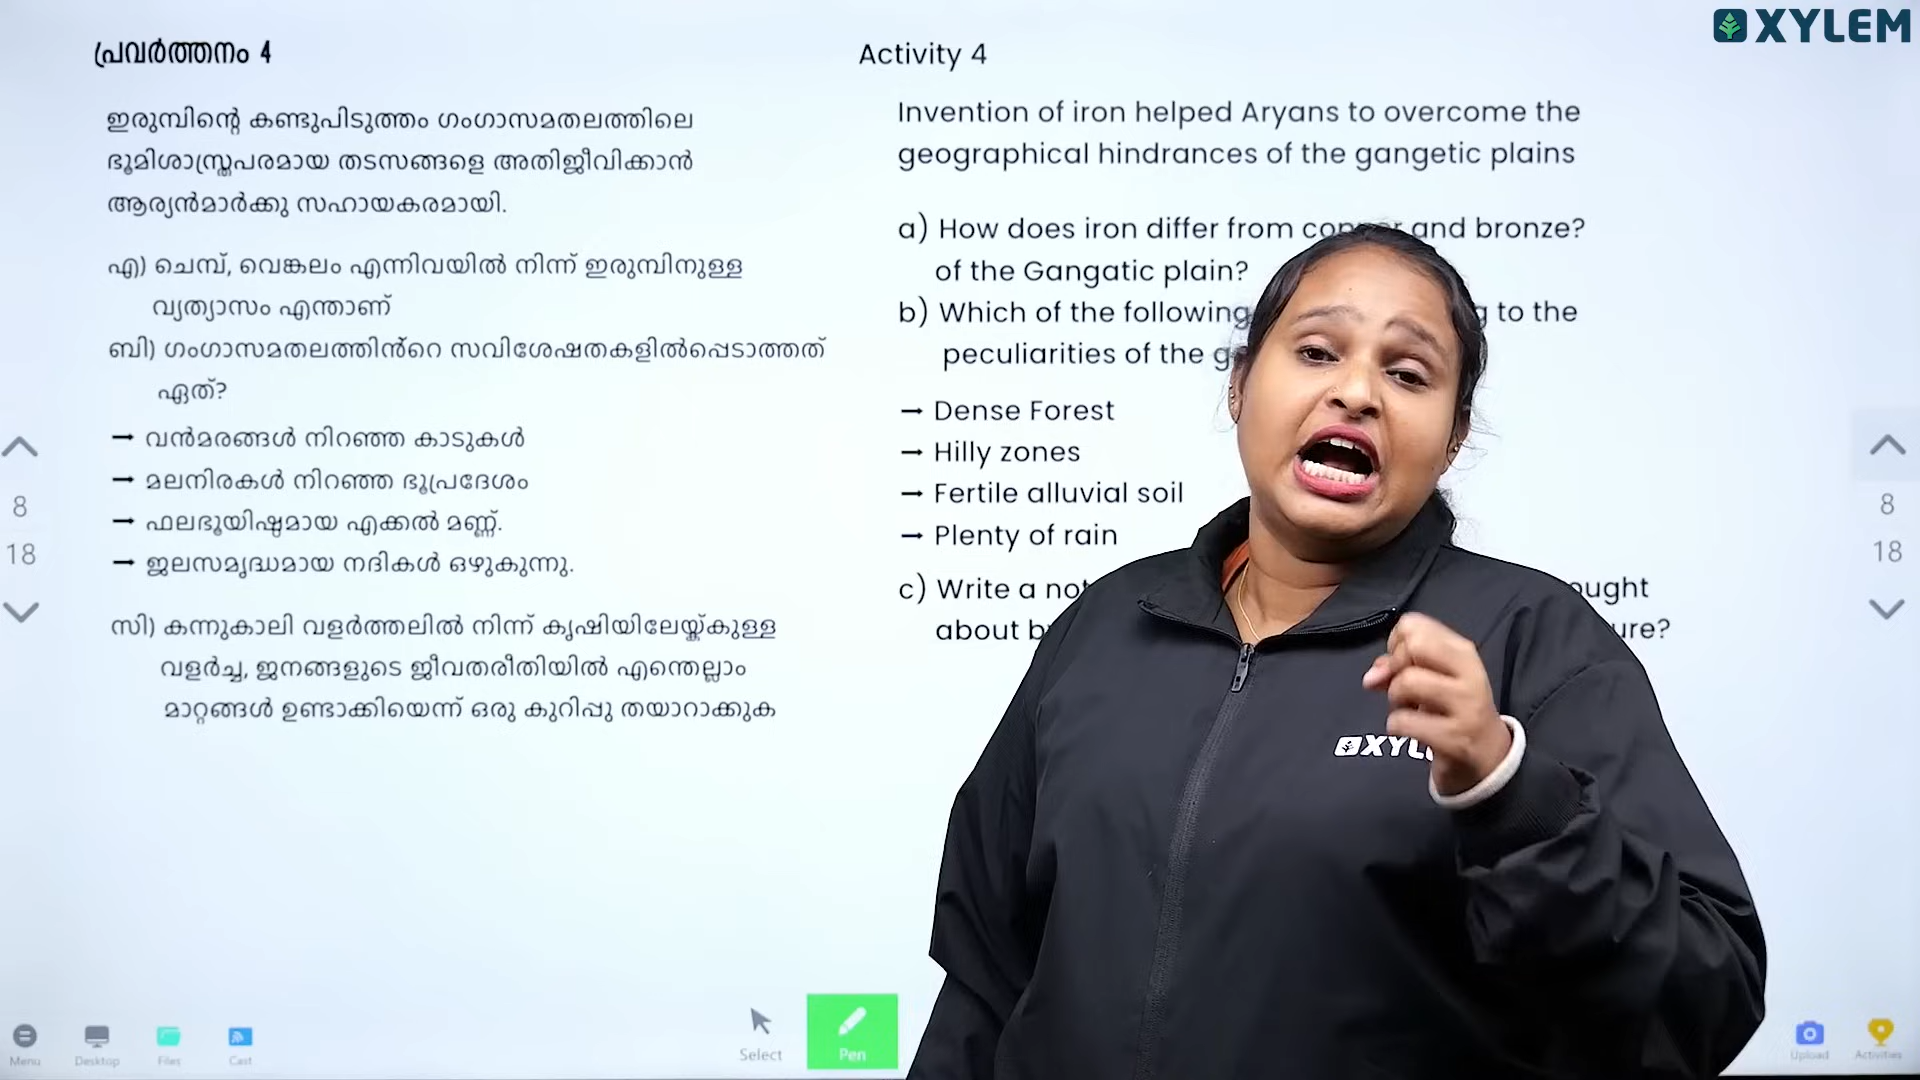 XYLEM
പ്രവർത്തനം 4
ഇരുമ്പിന്റെ കണ്ടുപിടുത്തം ഗംഗാസമതലത്തിലെ
ഭൂമിശാസ്ത്രപരമായ തടസങ്ങളെ അതിജീവിക്കാൻ
ആര്യൻമാർക്കു സഹായകരമായി.
എ) ചെമ്പ്, വെങ്കലം എന്നിവയിൽ നിന്ന് ഇരുമ്പിനുള്ള
വ്യത്യാസം എന്താണ്
ബി) ഗംഗാസമതലത്തിൻ്റെ സവിശേഷതകളിൽപ്പെടാത്തത്
ഏത്?
→ വൻമരങ്ങൾ നിറഞ്ഞ കാടുകൾ
→ മലനിരകൾ നിറഞ്ഞ ഭൂപ്രദേശം
→ ഫലഭൂയിഷ്ഠമായ എക്കൽ മണ്ണ്.
→ ജലസമൃദ്ധമായ നദികൾ ഒഴുകുന്നു.
സി) കന്നുകാലി വളർത്തലിൽ നിന്ന് കൃഷിയിലേയ്ക്കുള്ള
വളർച്ച, ജനങ്ങളുടെ ജീവതരീതിയിൽ എന്തെല്ലാം
മാറ്റങ്ങൾ ഉണ്ടാക്കിയെന്ന് ഒരു കുറിപ്പു തയാറാക്കുക
Activity 4
Invention of iron helped Aryans to overcome the
geographical hindrances of the gangetic plains
a) How does iron differ from copper and bronze?
of the Gangatic plain?
b) Which of the following to the
peculiarities of the
→ Dense Forest
→ Hilly zones
→ Fertile alluvial soil
→ Plenty of rain
c) Write a
about
8
18
8
18
Menu
Desktop
Files
Cast
Select
Pen
Upload
Activities